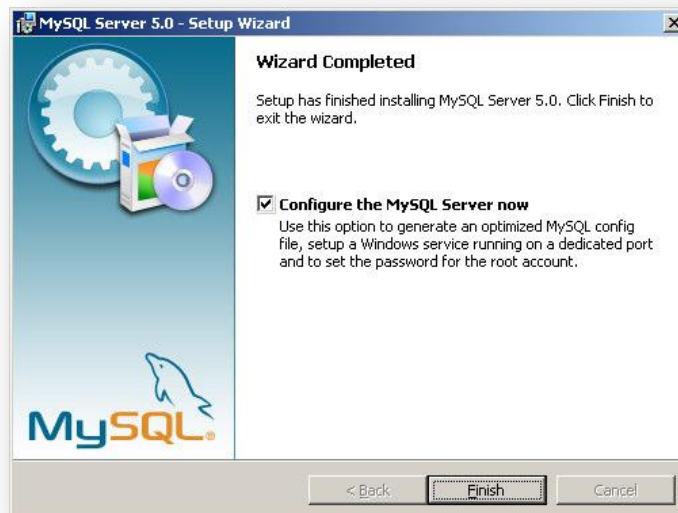 MySQL Server 5.0 - Setup Wizard
Wizard Completed
Setup has finished installing MySQL Server 5.0. Click Finish to
exit the wizard.
Configure the MySQL Server now
Use this option to generate an optimized MySQL config
file, setup a Windows service running on a dedicated port
and to set the password for the root account.
MySQL®
< Back
Finish
Cancel